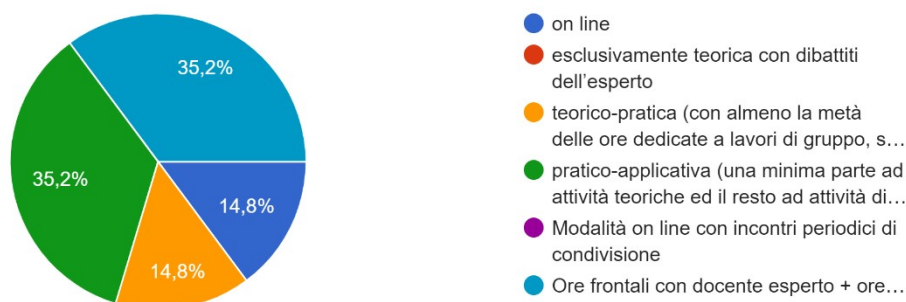 35,2%
35,2%
14,8%
14,8%
on line
esclusivamente teorica con dibattiti
dell'esperto
teorico-pratica (con almeno la metà
delle ore dedicate a lavori di gruppo, s…
pratico-applicativa (una minima parte ad
attività teoriche ed il resto ad attività di…
Modalità on line con incontri periodici di
condivisione
Ore frontali con docente esperto + ore…